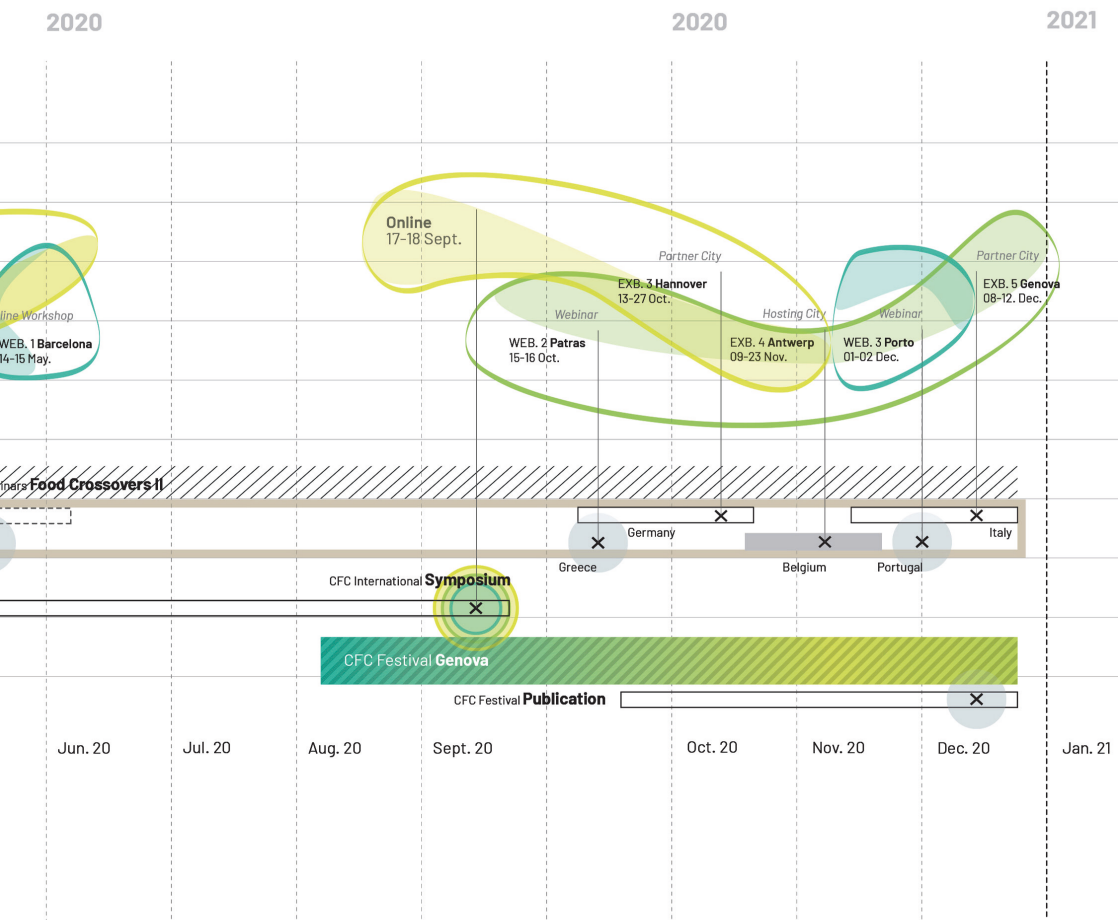 2020
2020
2021
Online
17-18 Sept.
Partner City
EXB. 3 Hannover
13-27 Oct.
Partner City
EXB. 5 Genova
08-12. Dec.
line Workshop
WEB. 1 Barcelona
14-15 May.
Webinar
WEB. 2 Patras
15-16 Oct.
Hosting City
EXB. 4 Antwerp
09-23 Nov.
Webinar
WEB. 3 Porto
01-02 Dec.
inars Food Crossovers II
Germany
Italy
Greece
Belgium
Portugal
CFC International Symposium
CFC Festival Genova
CFC Festival Publication
Jun. 20
Jul. 20
Aug. 20
Sept. 20
Oct. 20
Nov. 20
Dec. 20
Jan. 21